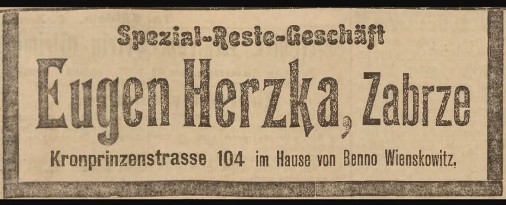 Spezial-Reste-Geschäft
Eugen Herzka, Zabrze
Kronprinzenstrasse 104 im Hause von Benno Wienskowitz.